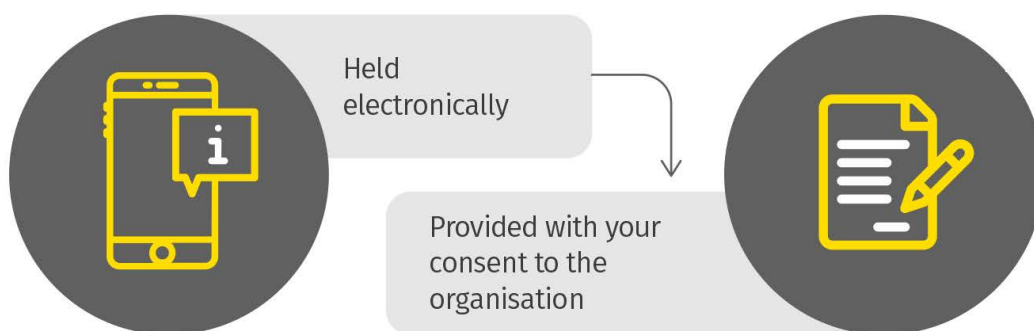 Held
electronically
i
Provided with your
consent to the
organisation